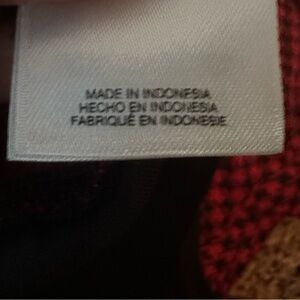 MADE IN INDONESIA
HECHO EN INDONESIA
FABRIQUÉ EN INDONESIE